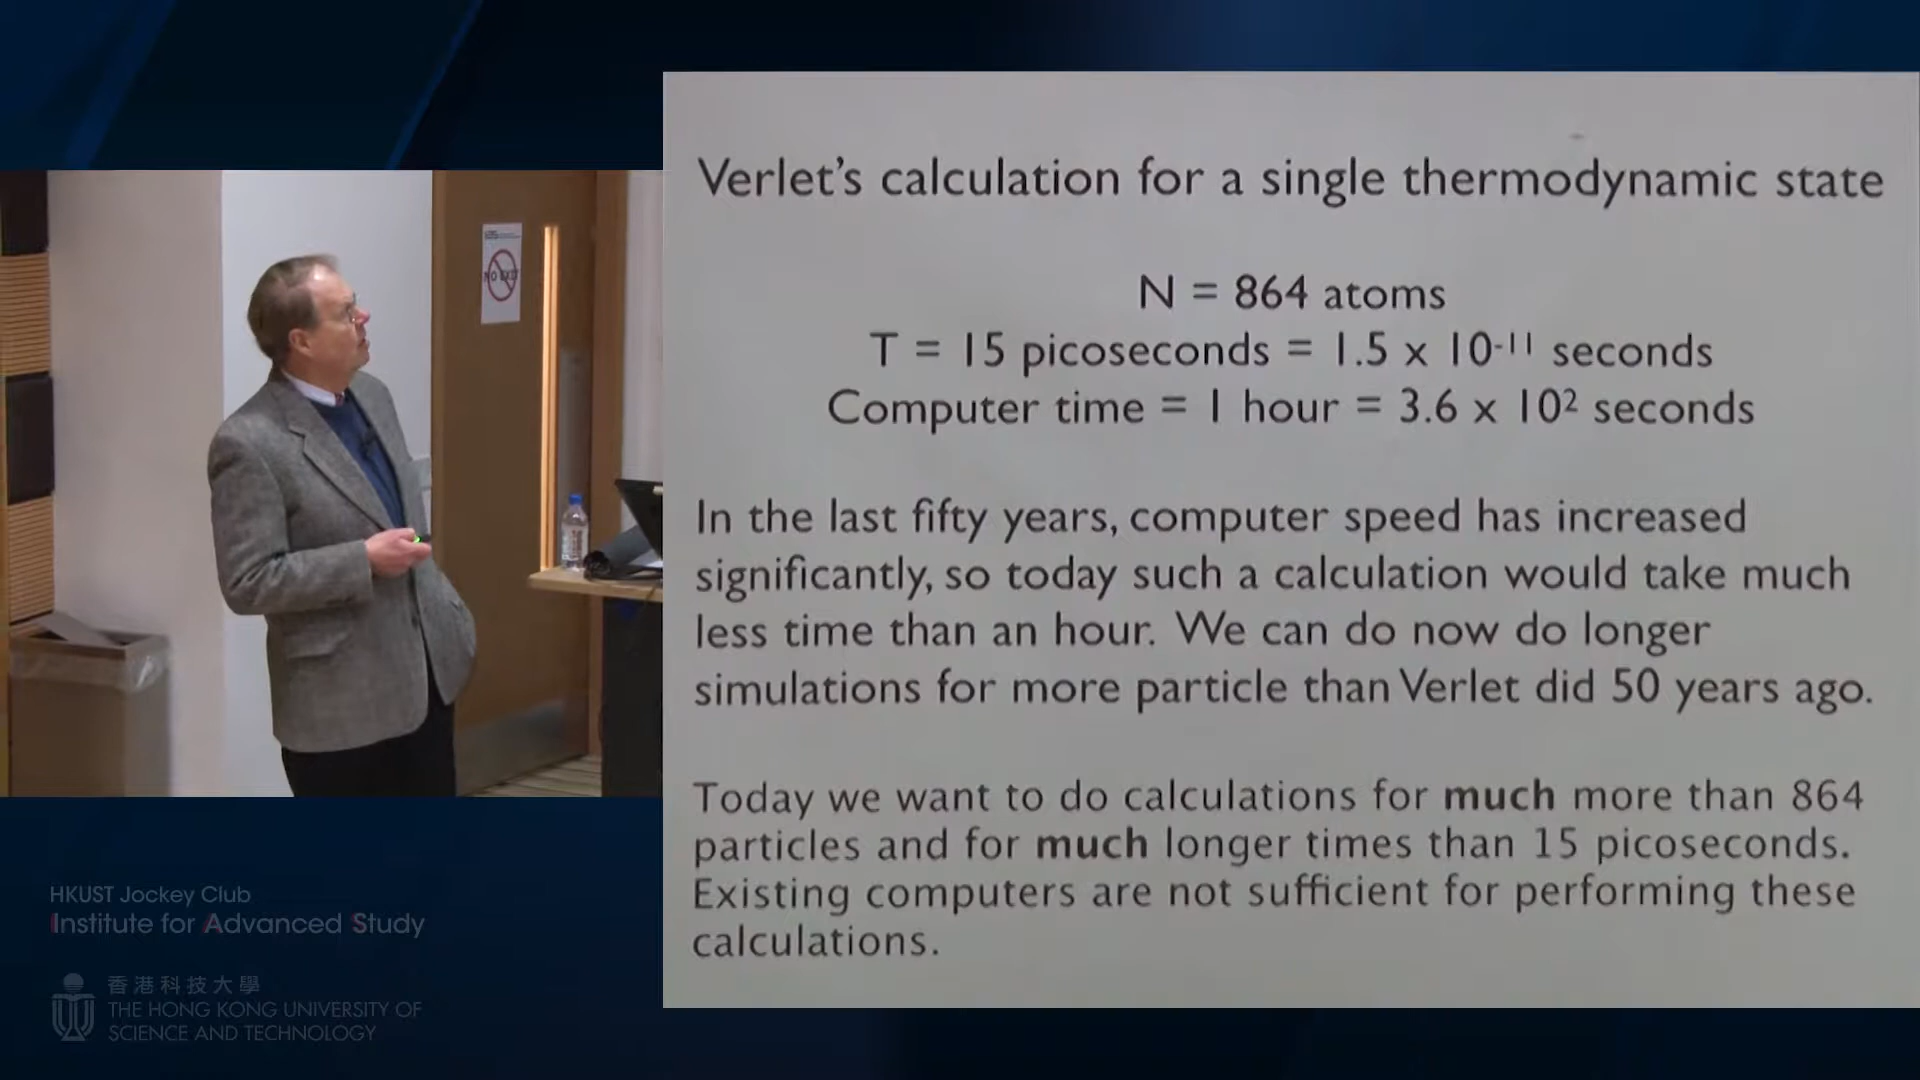 NO EXIT
Verlet's calculation for a single thermodynamic state
N = 864 atoms
T = 15 picoseconds = 1.5 x 10⁻¹¹ seconds
Computer time = 1 hour = 3.6 x 10² seconds
In the last fifty years, computer speed has increased
significantly, so today such a calculation would take much
less time than an hour. We can do now do longer
simulations for more particle than Verlet did 50 years ago.
Today we want to do calculations for much more than 864
particles and for much longer times than 15 picoseconds.
Existing computers are not sufficient for performing these
calculations.
HKUST Jockey Club
Institute for Advanced Study
香港科技大學
THE HONG KONG UNIVERSITY OF
SCIENCE AND TECHNOLOGY